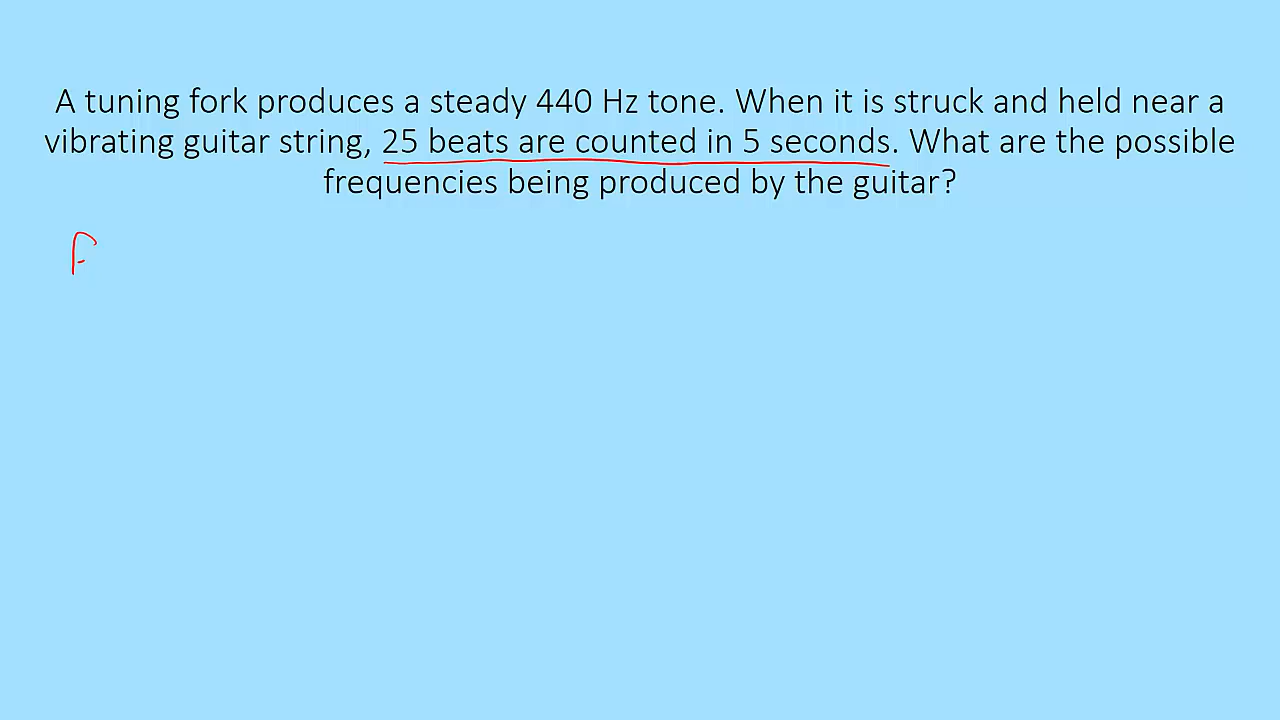 A tuning fork produces a steady 440 Hz tone. When it is struck and held near a
vibrating guitar string, 25 beats are counted in 5 seconds. What are the possible
frequencies being produced by the guitar?
f